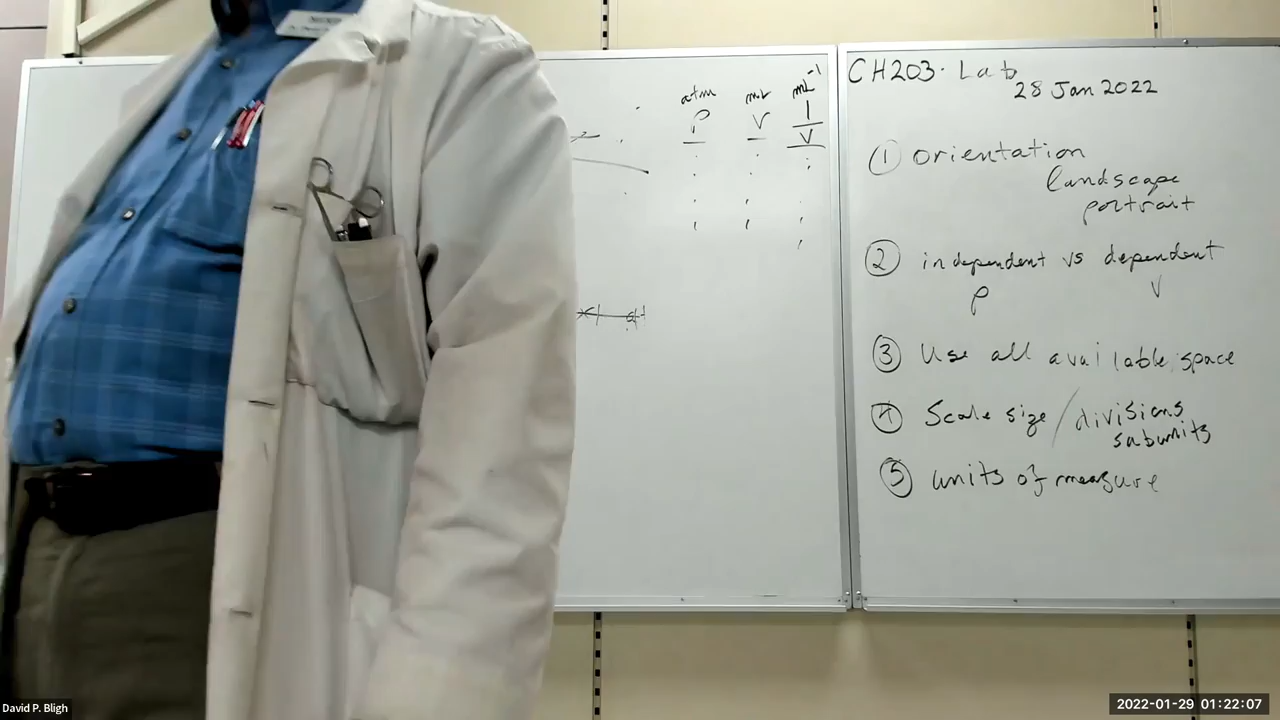 atm mL mL⁻¹
P V 1/V
CH203. Lab
28 Jan 2022
① Orientation
landscape
portrait
② independent vs dependent
P V
③ Use all available space
④ Scale size / divisions
subunits
⑤ units of measure
David P. Bligh
2022-01-29 01:22:07